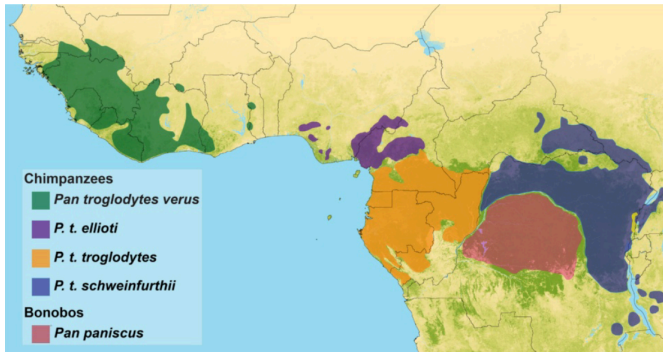 Chimpanzees
Pan troglodytes verus
P. t. ellioti
P. t. troglodytes
P. t. schweinfurthii
Bonobos
Pan paniscus